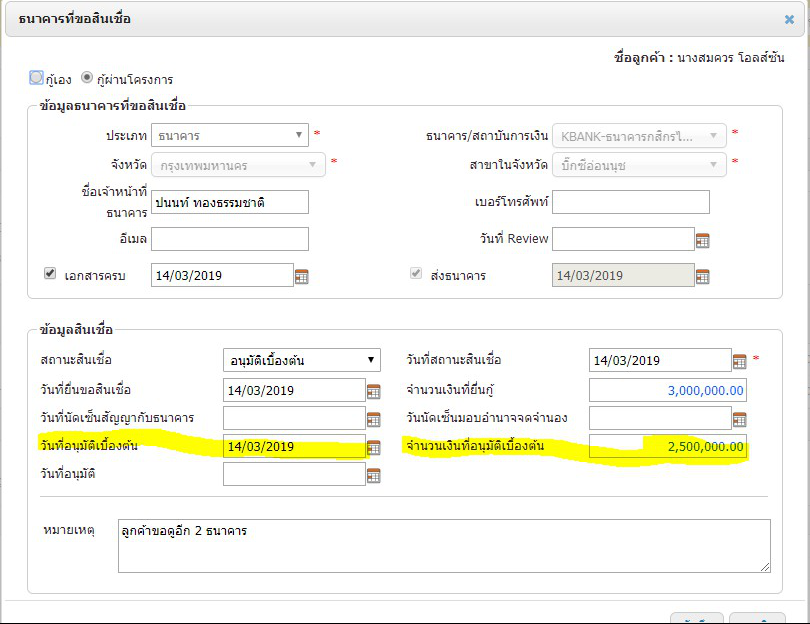 ธนาคารที่ขอสินเชื่อ
ชื่อลูกค้า : นางสมควร โอลส์ซัน
กู้เอง กู้ผ่านโครงการ
ข้อมูลธนาคารที่ขอสินเชื่อ
ประเภท ธนาคาร * ธนาคาร/สถาบันการเงิน KBANK-ธนาคารกสิกรไ... *
จังหวัด กรุงเทพมหานคร * สาขาในจังหวัด บิ๊กซีอ่อนนุช *
ชื่อเจ้าหน้าที่
ธนาคาร ปนนท์ ทองธรรมชาติ เบอร์โทรศัพท์
อีเมล วันที่ Review
เอกสารครบ 14/03/2019 ส่งธนาคาร 14/03/2019
ข้อมูลสินเชื่อ
สถานะสินเชื่อ อนุมัติเบื้องต้น วันที่สถานะสินเชื่อ 14/03/2019 *
วันที่ยื่นขอสินเชื่อ 14/03/2019 จำนวนเงินที่ยื่นกู้ 3,000,000.00
วันที่นัดเซ็นสัญญากับธนาคาร วันนัดเซ็นมอบอำนาจจดจำนอง
วันที่อนุมัติเบื้องต้น 14/03/2019 จำนวนเงินที่อนุมัติเบื้องต้น 2,500,000.00
วันที่อนุมัติ
หมายเหตุ ลูกค้าขอดูอีก 2 ธนาคาร